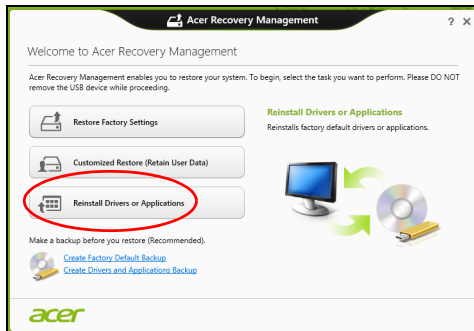 Acer Recovery Management
? X
Welcome to Acer Recovery Management
Acer Recovery Management enables you to restore your system. To begin, select the task you want to perform. Please DO NOT
remove the USB device while proceeding.
Restore Factory Settings
Customized Restore (Retain User Data)
Reinstall Drivers or Applications
Reinstall Drivers or Applications
Reinstalls factory default drivers or applications.
Make a backup before you restore (Recommended).
Create Factory Default Backup
Create Drivers and Applications Backup
acer